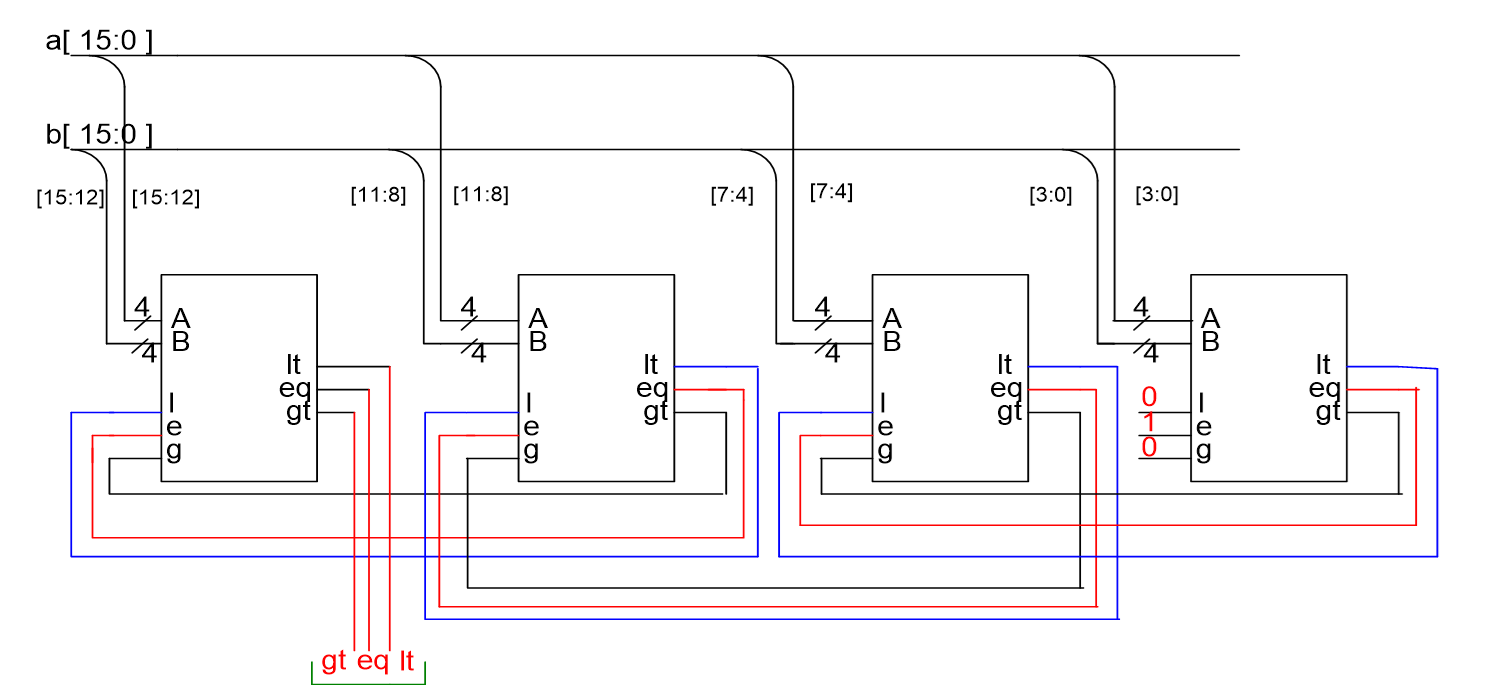 a[ 15:0 ]
b[ 15:0 ]
[15:12] [15:12] [11:8] [11:8] [7:4] [7:4] [3:0] [3:0]
4 4 4 4
A A A A
B B B B
4 4 4 4
lt lt lt lt
eq eq eq eq
gt gt gt gt
l l l 0 l
e e e 1 e
g g g 0 g
gt eq lt